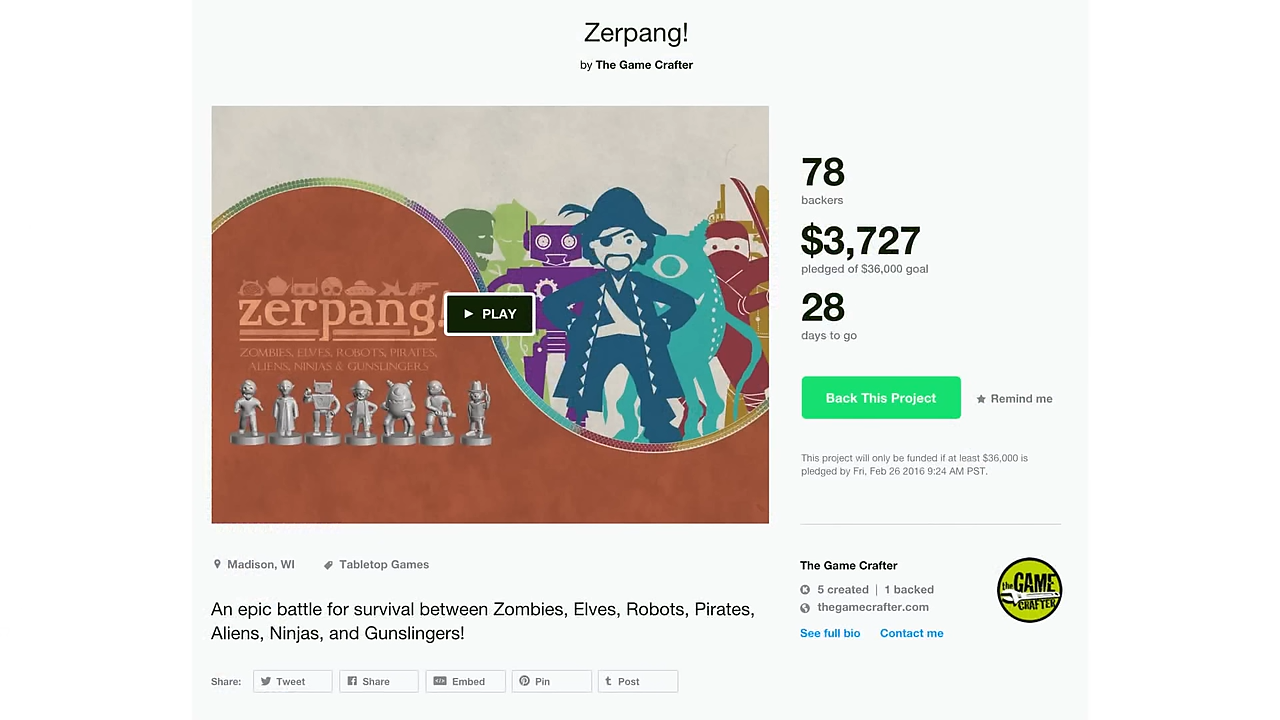 Zerpang!
by The Game Crafter
zerpang!
ZOMBIES, ELVES, ROBOTS, PIRATES,
ALIENS, NINJAS & GUNSLINGERS
PLAY
78
backers
$3,727
pledged of $36,000 goal
28
days to go
Back This Project
Remind me
This project will only be funded if at least $36,000 is
pledged by Fri, Feb 26 2016 9:24 AM PST.
Madison, WI
Tabletop Games
An epic battle for survival between Zombies, Elves, Robots, Pirates,
Aliens, Ninjas, and Gunslingers!
Share:
Tweet
Share
Embed
Pin
Post
The Game Crafter
5 created | 1 backed
thegamecrafter.com
See full bio
Contact me
the GAME
CRAFTER